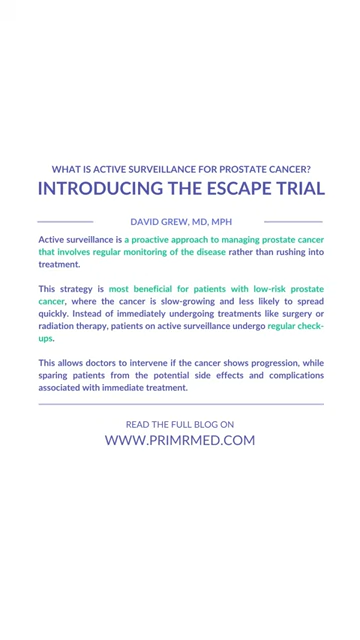 WHAT IS ACTIVE SURVEILLANCE FOR PROSTATE CANCER?
INTRODUCING THE ESCAPE TRIAL
DAVID GREW, MD, MPH
Active surveillance is a proactive approach to managing prostate cancer
that involves regular monitoring of the disease rather than rushing into
treatment.
This strategy is most beneficial for patients with low-risk prostate
cancer, where the cancer is slow-growing and less likely to spread
quickly. Instead of immediately undergoing treatments like surgery or
radiation therapy, patients on active surveillance undergo regular check-
ups.
This allows doctors to intervene if the cancer shows progression, while
sparing patients from the potential side effects and complications
associated with immediate treatment.
READ THE FULL BLOG ON
WWW.PRIMRMED.COM